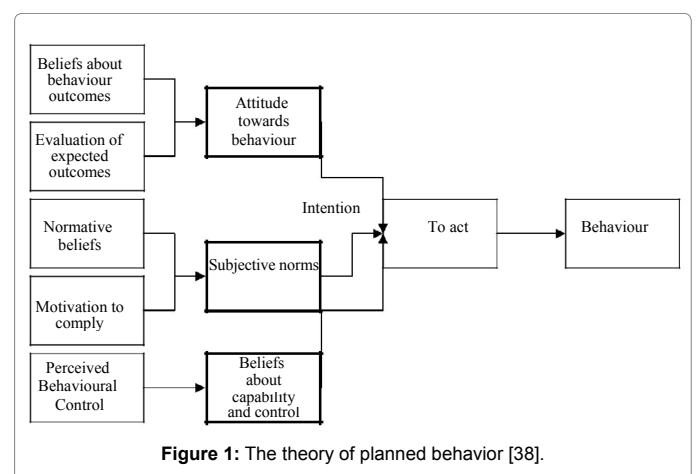 Beliefs about
behaviour
outcomes
Evaluation of
expected
outcomes
Attitude
towards
behaviour
Normative
beliefs
Motivation to
comply
Subjective norms
Perceived
Behavioural
Control
Beliefs
about
capability
and control
Intention
To act
Behaviour
Figure 1: The theory of planned behavior [38].